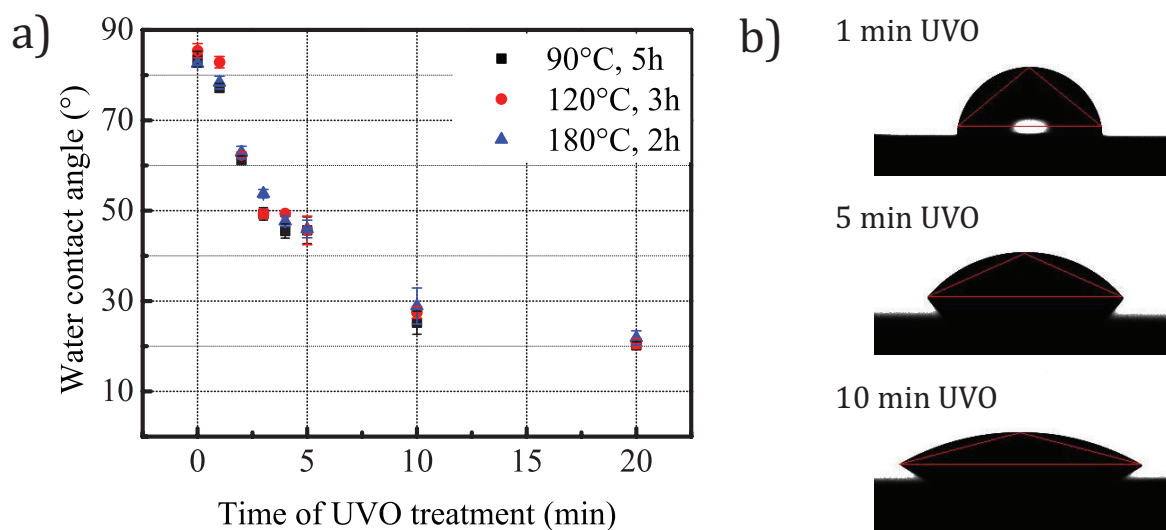 a)
90
70
50
30
10
Water contact angle (°)
90°C, 5h
120°C, 3h
180°C, 2h
0
5
10
15
20
Time of UVO treatment (min)
b)
1 min UVO
5 min UVO
10 min UVO